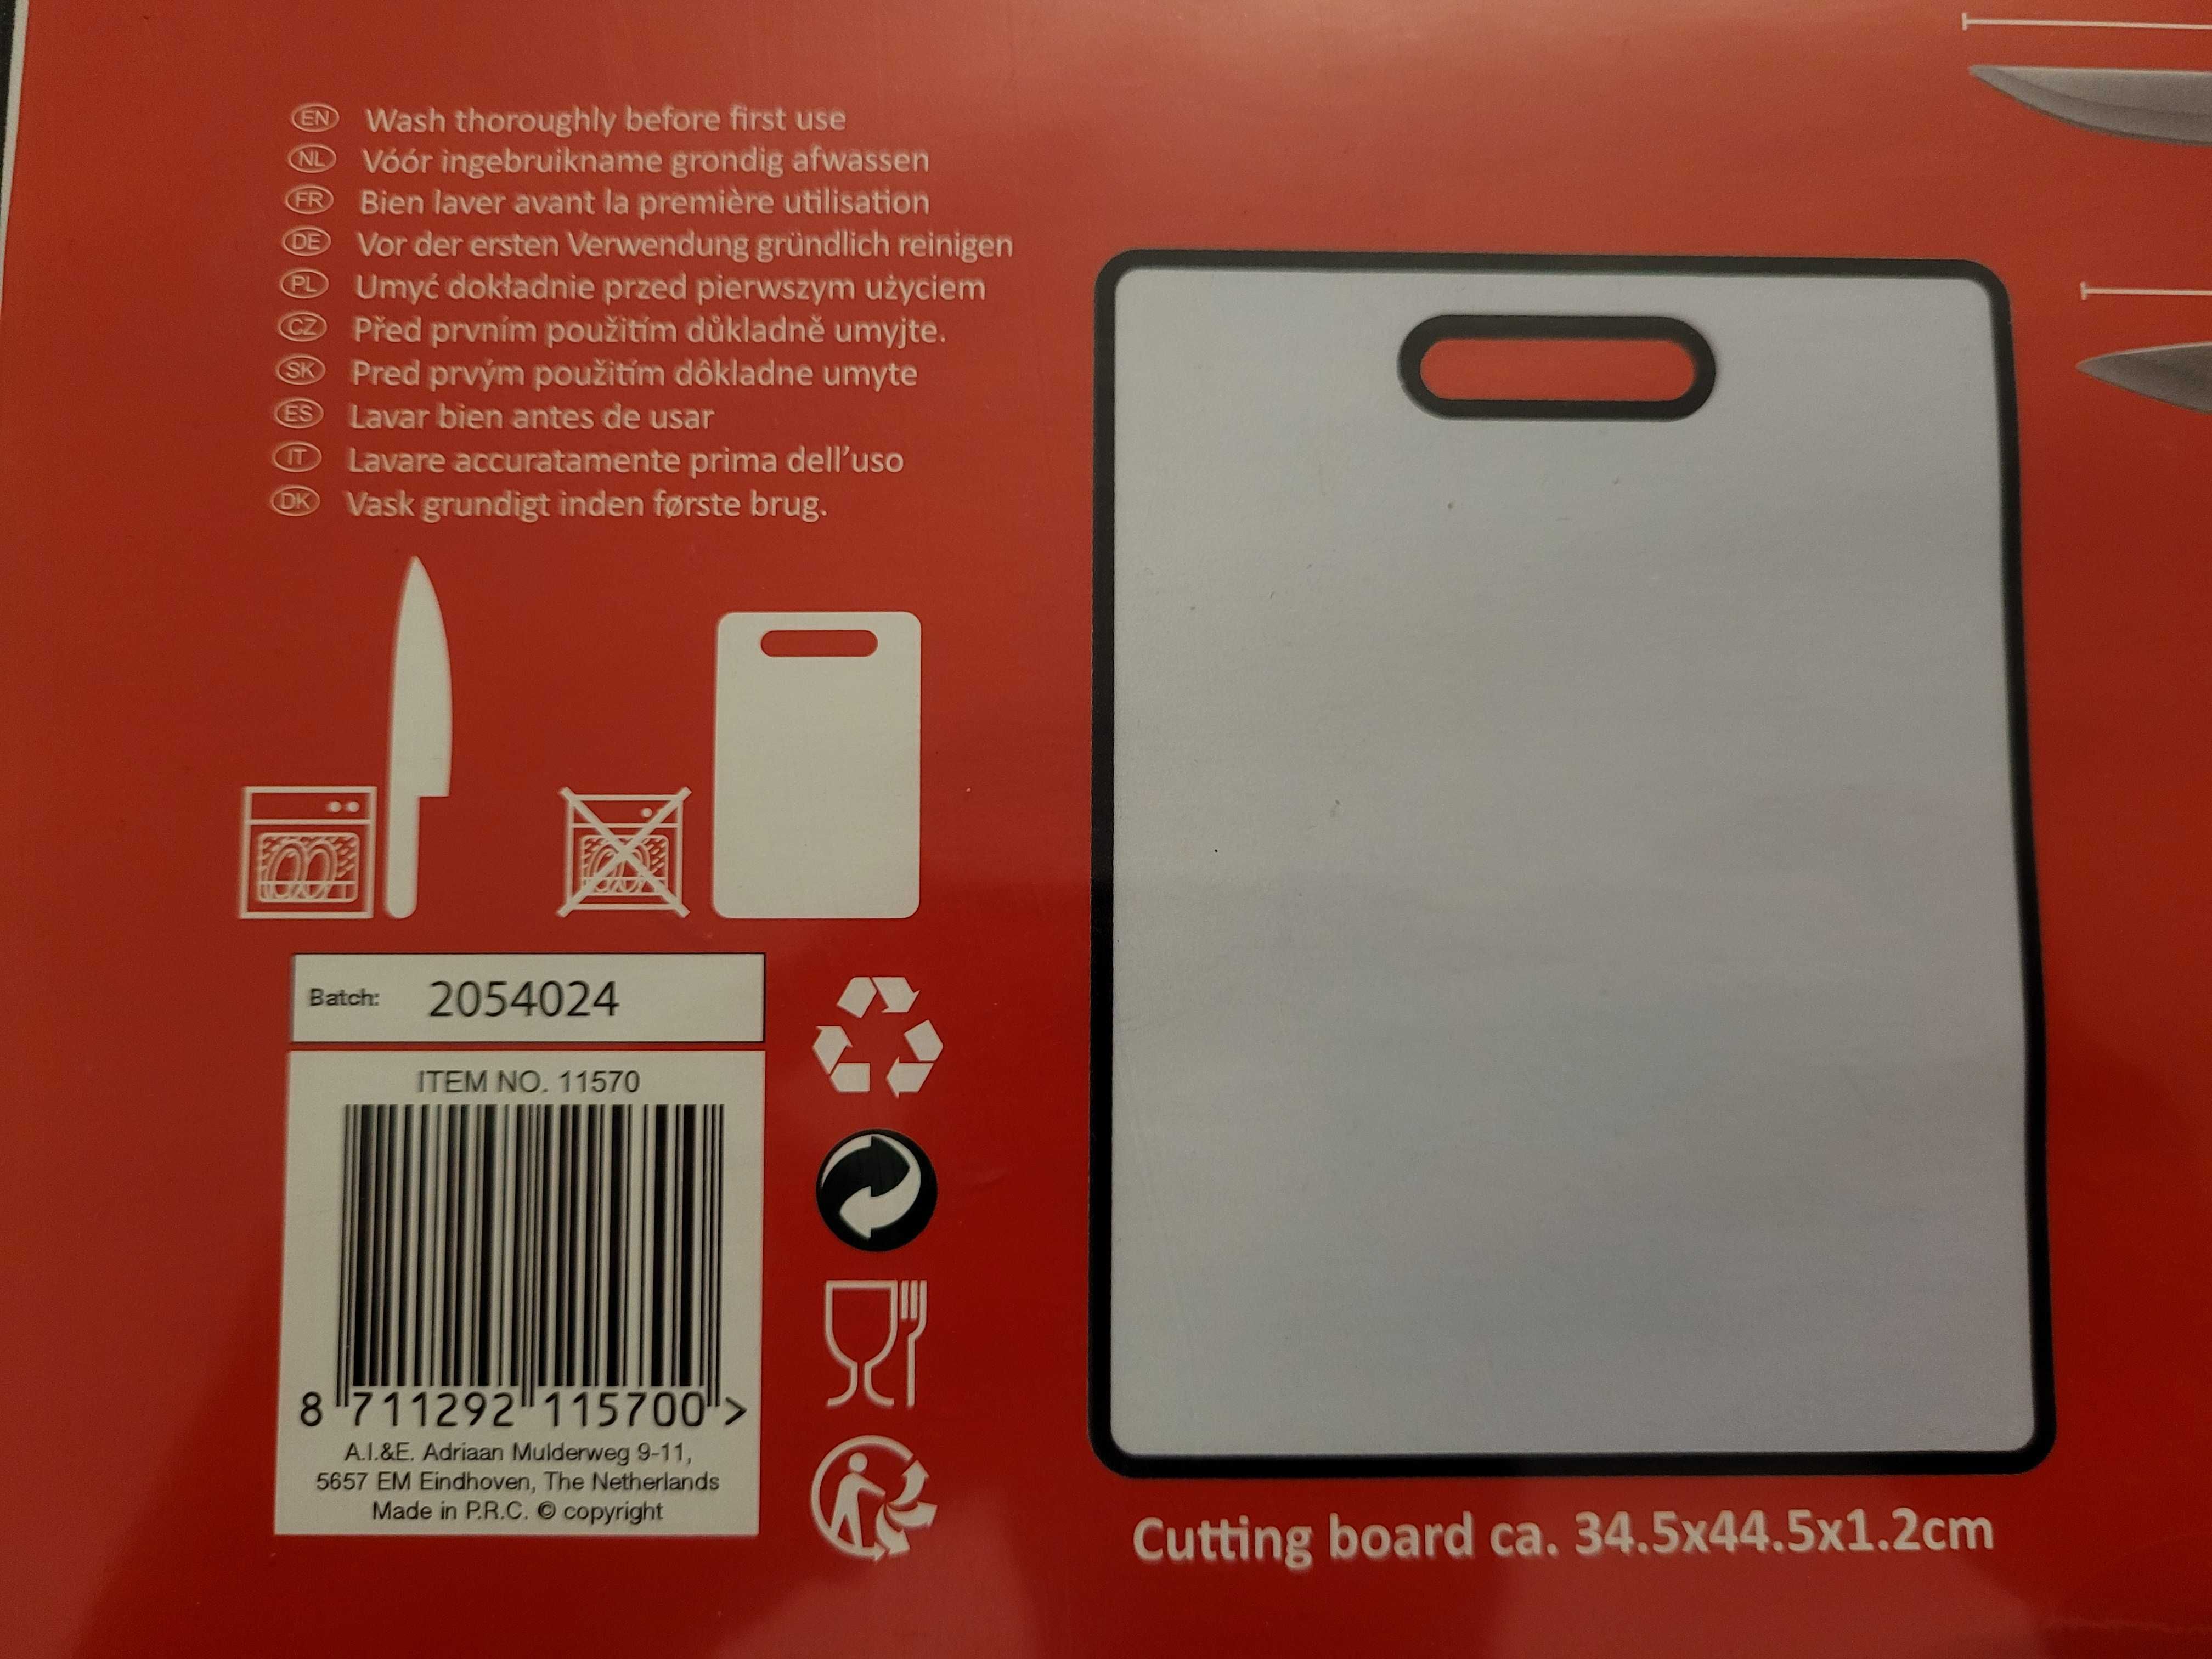 EN Wash thoroughly before first use
NL Vóór ingebruikname grondig afwassen
FR Bien laver avant la première utilisation
DE Vor der ersten Verwendung gründlich reinigen
PL Umyć dokładnie przed pierwszym użyciem
CZ Před prvním použitím důkladně umyjte.
SK Pred prvým použitím dôkladne umyte
ES Lavar bien antes de usar
IT Lavare accuratamente prima dell’uso
DK Vask grundigt inden første brug.
Batch: 2054024
ITEM NO. 11570
8 711292 115700 >
A.I.&E. Adriaan Mulderweg 9-11,
5657 EM Eindhoven, The Netherlands
Made in P.R.C. © copyright
Cutting board ca. 34.5x44.5x1.2cm